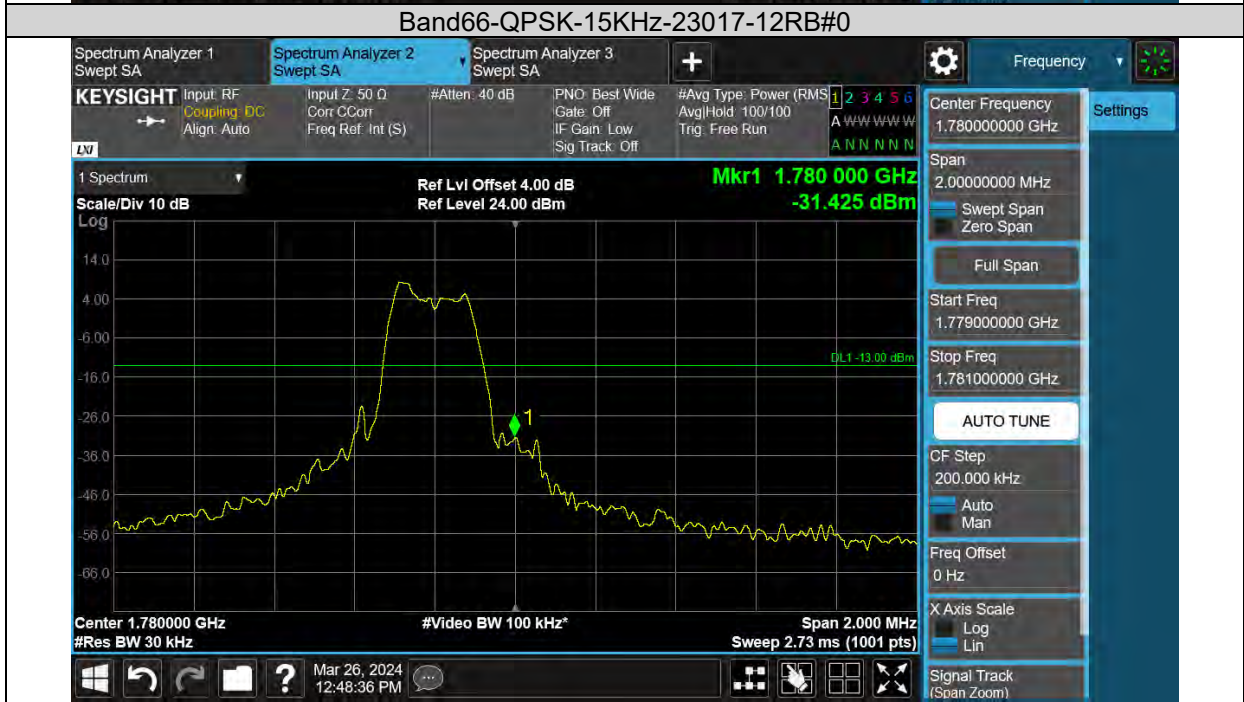 Band66-QPSK-15KHz-23017-12RB#0
Spectrum Analyzer 1
Swept SA
Spectrum Analyzer 2
Swept SA
Spectrum Analyzer 3
Swept SA
+
Frequency
KEYSIGHT
Input: RF
Coupling: DC
Align: Auto
LXI
Input Z: 50 Ω
Corr CCorr
Freq Ref: Int (S)
#Atten: 40 dB
PNO: Best Wide
Gate: Off
IF Gain: Low
Sig Track: Off
#Avg Type: Power (RMS
Avg|Hold: 100/100
Trig: Free Run
1 2 3 4 5 6
A W W W W W
A N N N N N
Settings
1 Spectrum
Scale/Div 10 dB
Log
Ref Lvl Offset 4.00 dB
Ref Level 24.00 dBm
Mkr1 1.780 000 GHz
-31.425 dBm
14.0
4.00
-6.00
-16.0
-26.0
-36.0
-46.0
-56.0
-66.0
DL1 -13.00 dBm
1
Center 1.780000 GHz
#Res BW 30 kHz
#Video BW 100 kHz*
Span 2.000 MHz
Sweep 2.73 ms (1001 pts)
Center Frequency
1.780000000 GHz
Span
2.00000000 MHz
Swept Span
Zero Span
Full Span
Start Freq
1.779000000 GHz
Stop Freq
1.781000000 GHz
AUTO TUNE
CF Step
200.000 kHz
Auto
Man
Freq Offset
0 Hz
X Axis Scale
Log
Lin
Signal Track
(Span Zoom)
?
Mar 26, 2024
12:48:36 PM